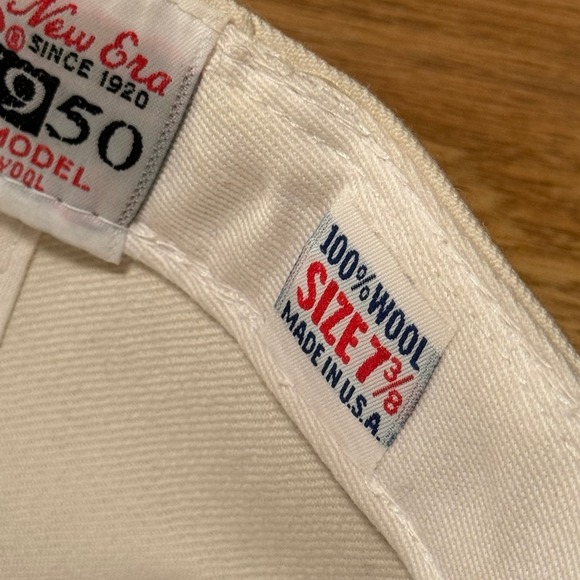 New Era
® SINCE 1920
950
MODEL
100% WOOL
SIZE 7 3/8
MADE IN U.S.A.